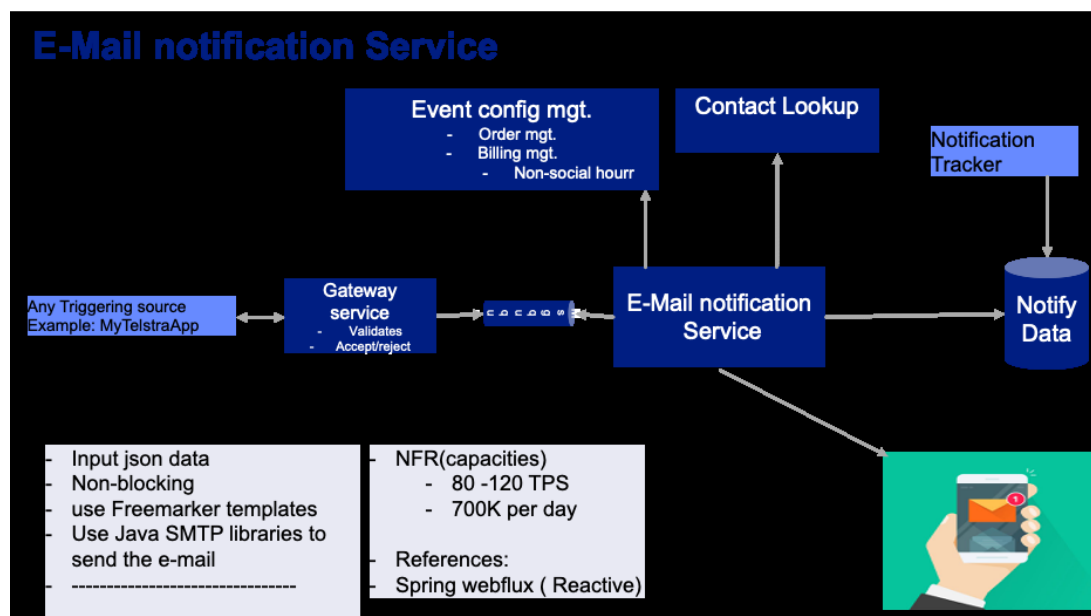 E-Mail notification Service
Event config mgt.
- Order mgt.
- Billing mgt.
- Non-social hourr
Contact Lookup
Notification
Tracker
Any Triggering source
Example: MyTelstraApp
Gateway
service
- Validates
- Accept/reject
E-Mail notification
Service
Notify
Data
- Input json data
- Non-blocking
- use Freemarker templates
- Use Java SMTP libraries to
send the e-mail
- ---------------------------------
- NFR(capacities)
- 80 -120 TPS
- 700K per day
- References:
- Spring webflux ( Reactive)
1